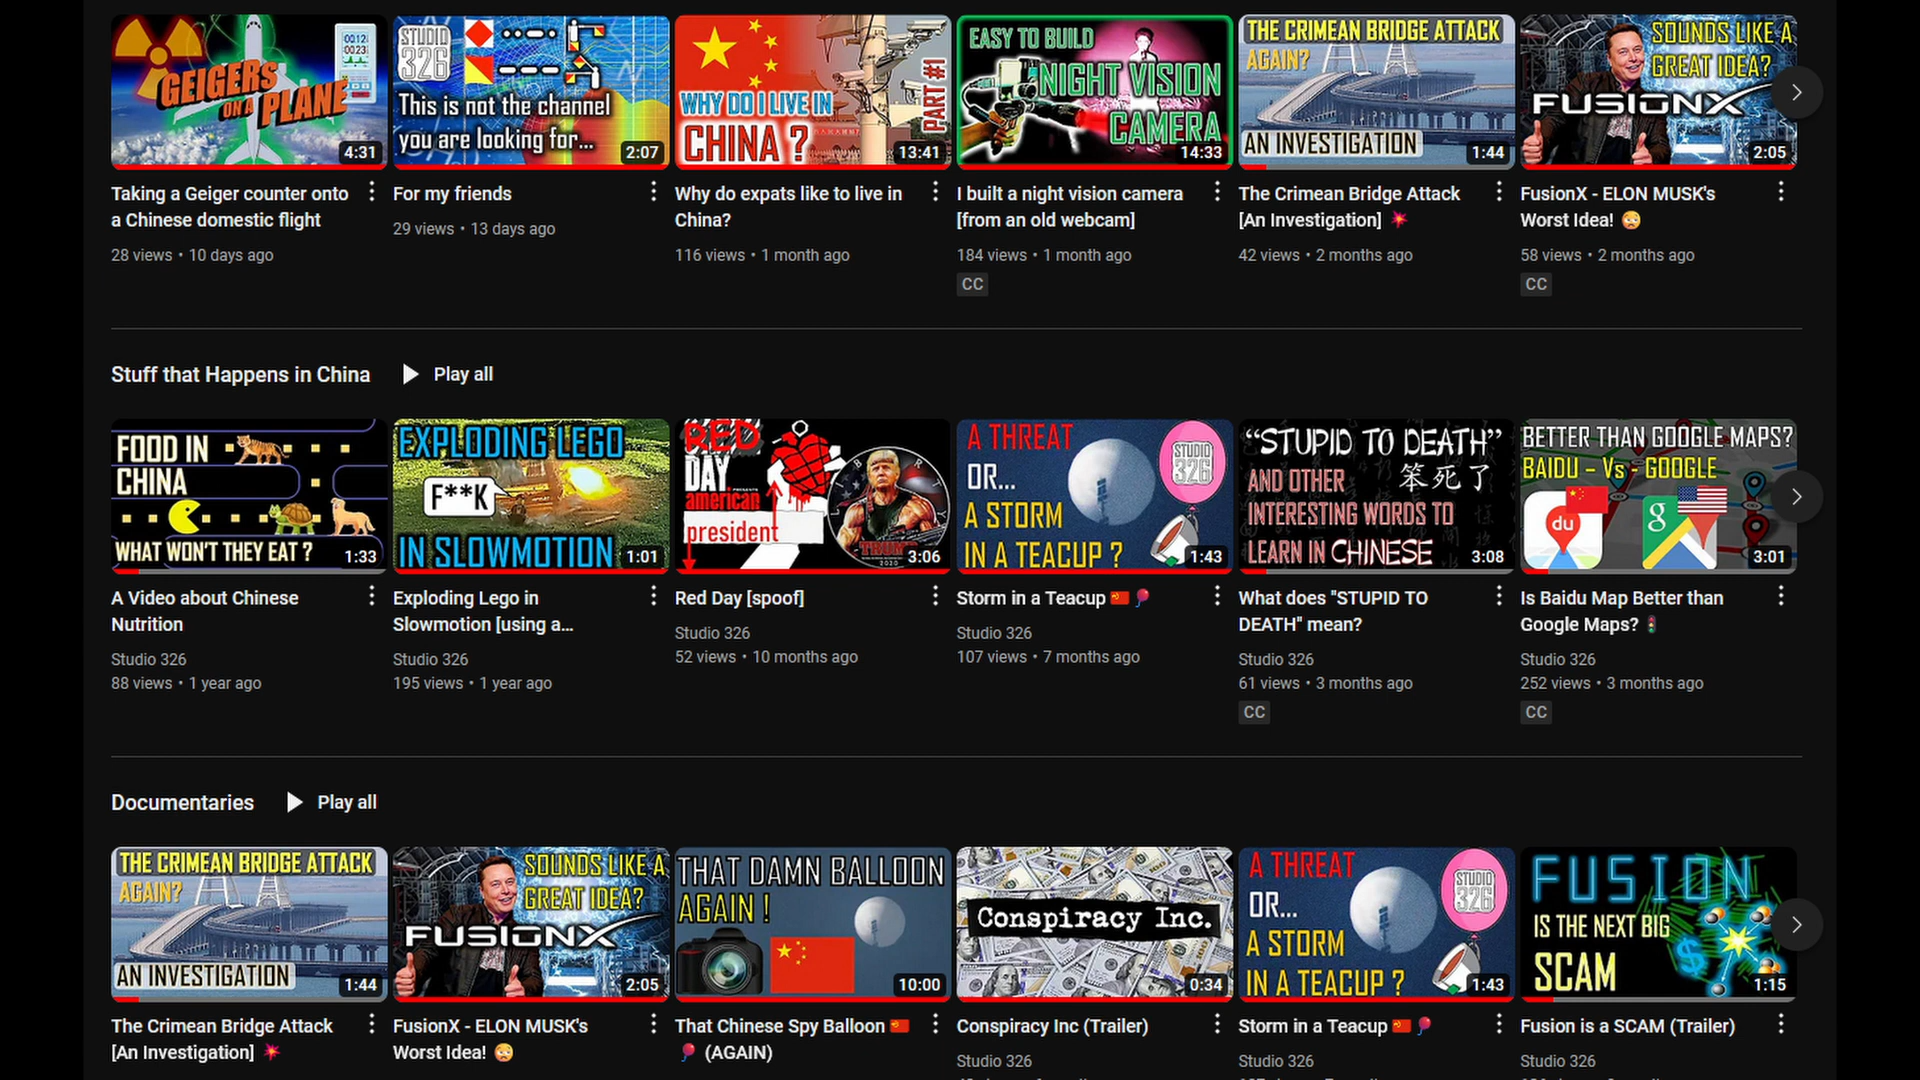 GEIGERS
ON A PLANE
00.12
00.23
4:31
STUDIO
326
This is not the channel
you are looking for...
2:07
WHY DO I LIVE IN
CHINA ?
PART #1
13:41
EASY TO BUILD
NIGHT VISION
CAMERA
14:33
THE CRIMEAN BRIDGE ATTACK
AGAIN?
AN INVESTIGATION
1:44
SOUNDS LIKE A
GREAT IDEA?
FUSIONX
2:05
Taking a Geiger counter onto
a Chinese domestic flight
28 views • 10 days ago
For my friends
29 views • 13 days ago
Why do expats like to live in
China?
116 views • 1 month ago
I built a night vision camera
[from an old webcam]
184 views • 1 month ago
CC
The Crimean Bridge Attack
[An Investigation] 💥
42 views • 2 months ago
FusionX - ELON MUSK's
Worst Idea! 😳
58 views • 2 months ago
CC
Stuff that Happens in China
Play all
FOOD IN
CHINA
WHAT WON'T THEY EAT ?
1:33
EXPLODING LEGO
F**K
IN SLOWMOTION
1:01
RED
DAY
american
president
TRUMP
2020
3:06
A THREAT
OR...
A STORM
IN A TEACUP ?
STUDIO
326
1:43
"STUPID TO DEATH"
笨死了
AND OTHER
INTERESTING WORDS TO
LEARN IN CHINESE
3:08
BETTER THAN GOOGLE MAPS?
BAIDU - Vs - GOOGLE
du
g
3:01
A Video about Chinese
Nutrition
Studio 326
88 views • 1 year ago
Exploding Lego in
Slowmotion [using a...
Studio 326
195 views • 1 year ago
Red Day [spoof]
Studio 326
52 views • 10 months ago
Storm in a Teacup 🇨🇳 🎈
Studio 326
107 views • 7 months ago
What does "STUPID TO
DEATH" mean?
Studio 326
61 views • 3 months ago
CC
Is Baidu Map Better than
Google Maps? 🚦
Studio 326
252 views • 3 months ago
CC
Documentaries
Play all
THE CRIMEAN BRIDGE ATTACK
AGAIN?
AN INVESTIGATION
1:44
SOUNDS LIKE A
GREAT IDEA?
FUSIONX
2:05
THAT DAMN BALLOON
AGAIN !
10:00
Conspiracy Inc.
0:34
A THREAT
OR...
A STORM
IN A TEACUP ?
STUDIO
326
1:43
FUSION
IS THE NEXT BIG
SCAM
1:15
The Crimean Bridge Attack
[An Investigation] 💥
FusionX - ELON MUSK's
Worst Idea! 😳
That Chinese Spy Balloon 🇨🇳
🎈 (AGAIN)
Conspiracy Inc (Trailer)
Studio 326
Storm in a Teacup 🇨🇳 🎈
Studio 326
Fusion is a SCAM (Trailer)
Studio 326